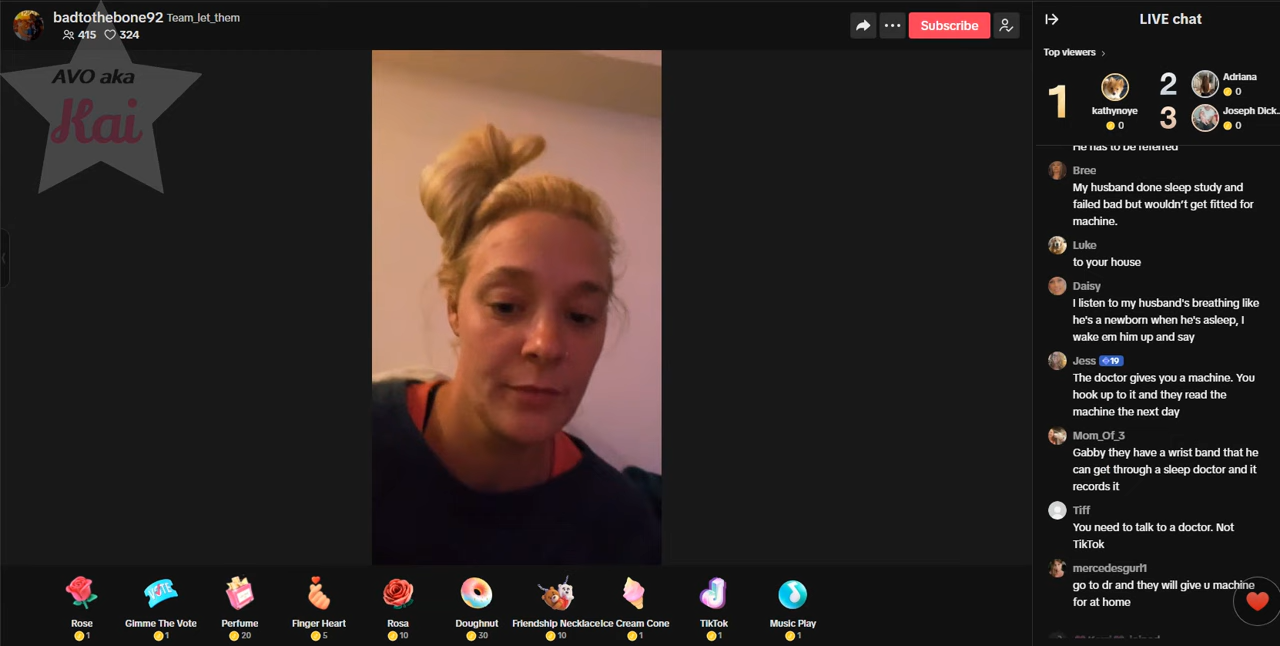 badtothebone92 Team_let_them
415 324
Subscribe
AVO aka
Kai
LIVE chat
Top viewers
1
kathynoye
0
2
Adriana
0
3
Joseph Dick..
0
He has to be referred
Bree
My husband done sleep study and
failed bad but wouldn't get fitted for
machine.
Luke
to your house
Daisy
I listen to my husband's breathing like
he's a newborn when he's asleep, I
wake em him up and say
Jess 19
The doctor gives you a machine. You
hook up to it and they read the
machine the next day
Mom_Of_3
Gabby they have a wrist band that he
can get through a sleep doctor and it
records it
Tiff
You need to talk to a doctor. Not
TikTok
mercedesgurl1
go to dr and they will give u machine
for at home
Rose Gimme The Vote Perfume Finger Heart Rosa Doughnut Friendship Necklace Ice Cream Cone TikTok Music Play
1 1 20 5 10 30 10 1 1 1